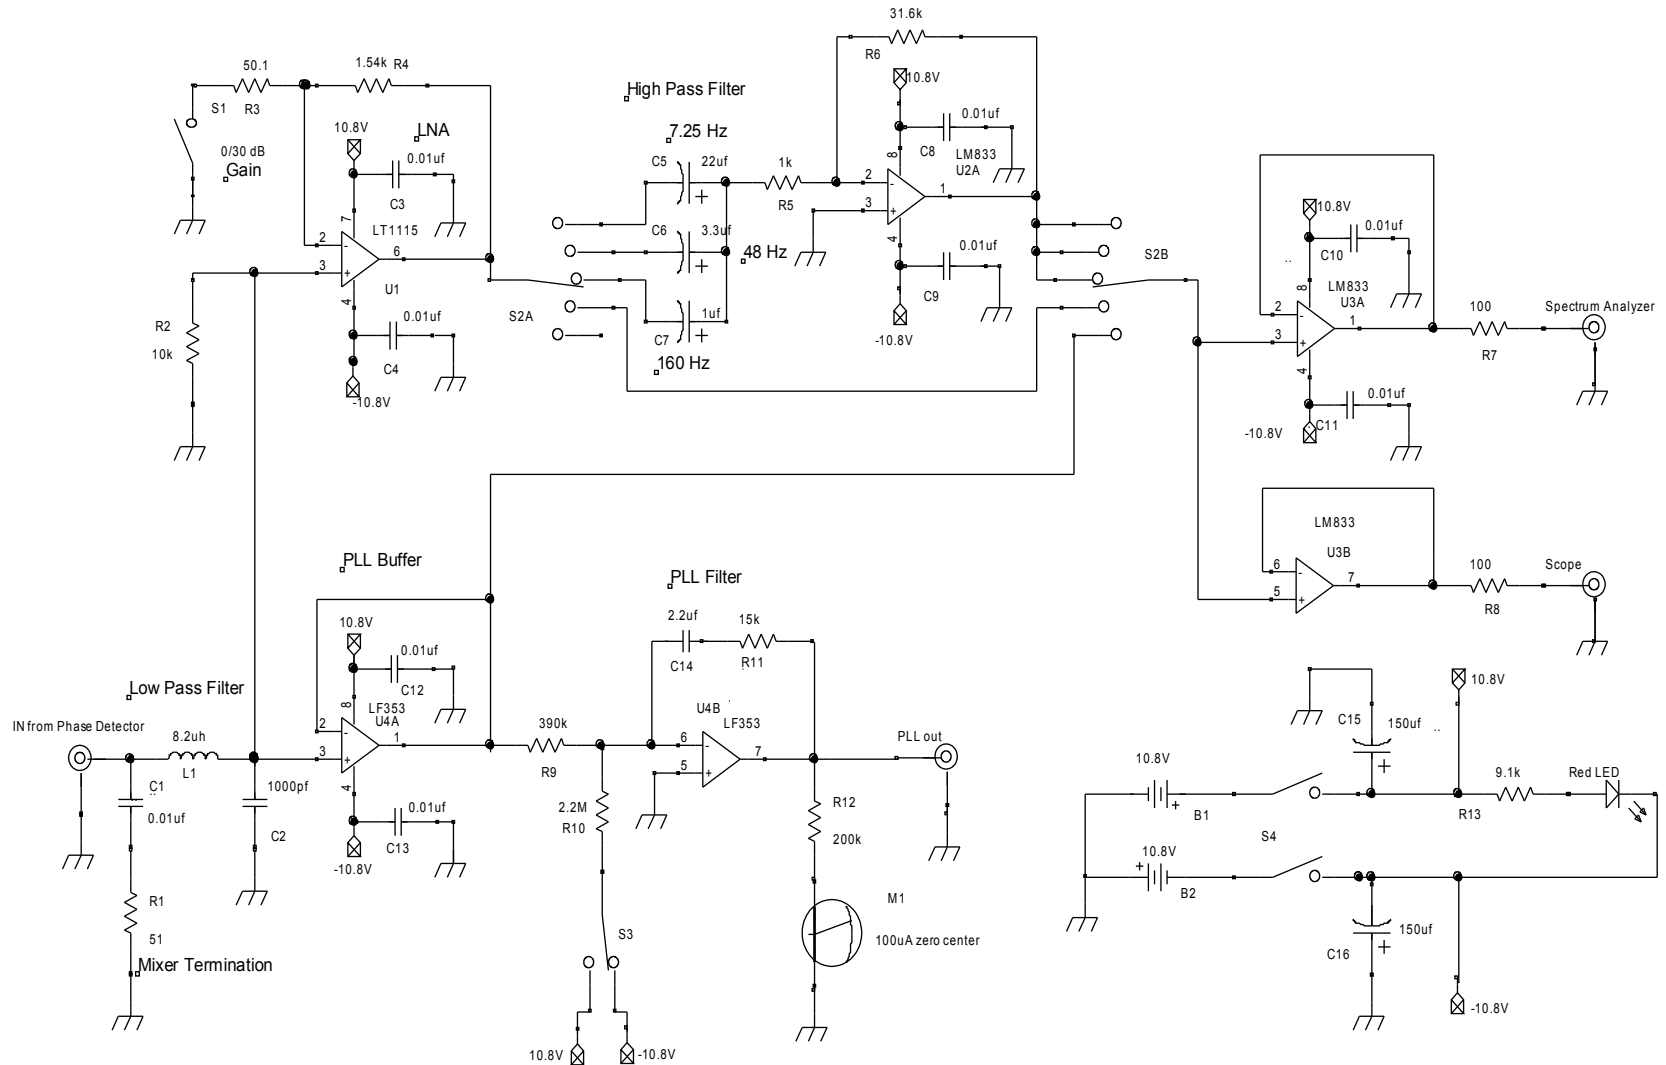 31.6k
R6
50.1
1.54k R4
S1
R3
High Pass Filter
10.8V
0.01uf
C8
LM833
U2A
8
10.8V
LNA
0.01uf
C3
7
LT1115
0/30 dB
Gain
7.25 Hz
C5
22uf
1k
R5
2
-
3
+
1
4
0.01uf
C9
-10.8V
2
-
3
+
6
U1
4
0.01uf
C4
-10.8V
R2
10k
C6
3.3uf
48 Hz
S2A
1uf
C7
160 Hz
S2B
10.8V
0.01uf
C10
LM833
U3A
8
2
-
3
+
1
4
0.01uf
C11
-10.8V
100
R7
Spectrum Analyzer
LM833
U3B
6
-
5
+
7
100
R8
Scope
PLL Buffer
10.8V
0.01uf
C12
8
LF353
U4A
2
-
3
+
1
4
0.01uf
C13
-10.8V
PLL Filter
2.2uf
C14
15k
R11
U4B
LF353
390k
R9
6
-
5
+
7
PLL out
2.2M
R10
R12
200k
M1
100uA zero center
S3
10.8V
-10.8V
Low Pass Filter
IN from Phase Detector
8.2uh
L1
C1
0.01uf
1000pf
C2
R1
51
Mixer Termination
10.8V
C15
150uf
+
10.8V
+
B1
9.1k
R13
Red LED
S4
10.8V
+
B2
150uf
C16
+
-10.8V